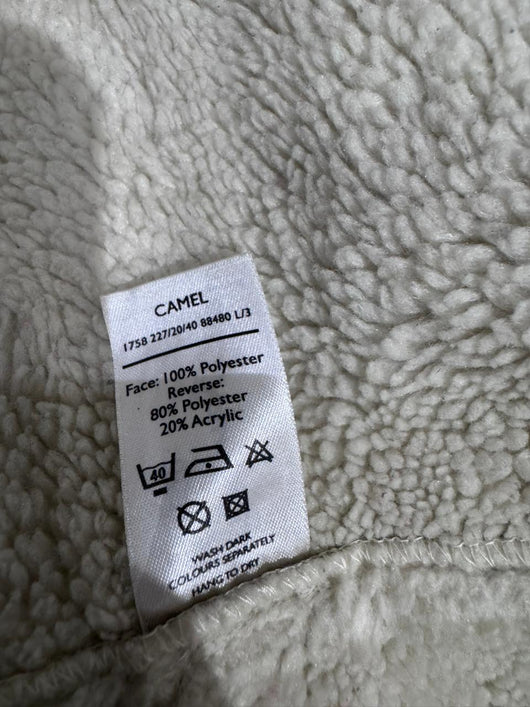 CAMEL
1758 227/20/40 88480 L/3
Face: 100% Polyester
Reverse:
80% Polyester
20% Acrylic
40
WASH DARK
COLOURS SEPARATELY
HANG TO DRY